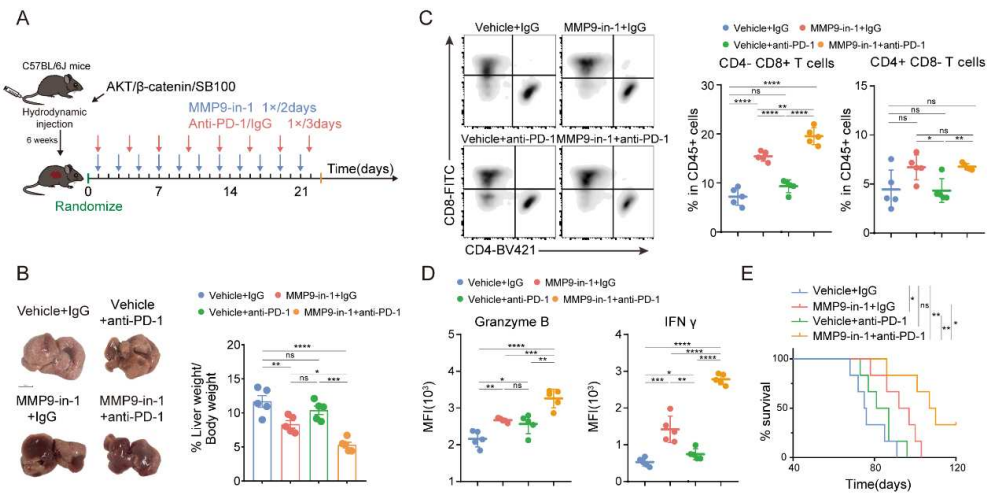 A
C57BL/6J mice
AKT/β-catenin/SB100
Hydrodynamic
injection
6 weeks
MMP9-in-1 1×/2days
Anti-PD-1/IgG 1×/3days
Time(days)
0 7 14 21
Randomize
B
Vehicle+IgG
Vehicle
+anti-PD-1
MMP9-in-1
+IgG
MMP9-in-1
+anti-PD-1
Vehicle+IgG MMP9-in-1+IgG
Vehicle+anti-PD-1 MMP9-in-1+anti-PD-1
% Liver weight/
Body weight
20
15
10
5
0
****
ns
** *
ns ***
C
Vehicle+IgG MMP9-in-1+IgG
Vehicle+anti-PD-1 MMP9-in-1+anti-PD-1
CD8-FITC
CD4-BV421
Vehicle+IgG MMP9-in-1+IgG
Vehicle+anti-PD-1 MMP9-in-1+anti-PD-1
CD4- CD8+ T cells
% in CD45+ cells
30
20
10
0
****
ns
**** **
**** ****
CD4+ CD8- T cells
% in CD45+ cells
15
10
5
0
ns
ns
ns ns
* **
D
Vehicle+IgG MMP9-in-1+IgG
Vehicle+anti-PD-1 MMP9-in-1+anti-PD-1
Granzyme B
MFI(10³)
5
4
3
2
1
****
***
* **
** ns
IFN γ
MFI(10³)
4
3
2
1
0
****
****
* ****
*** **
E
Vehicle+IgG
MMP9-in-1+IgG
Vehicle+anti-PD-1
MMP9-in-1+anti-PD-1
* ns ** ** *
% survival
100
80
60
40
20
0
40 80 120
Time(days)